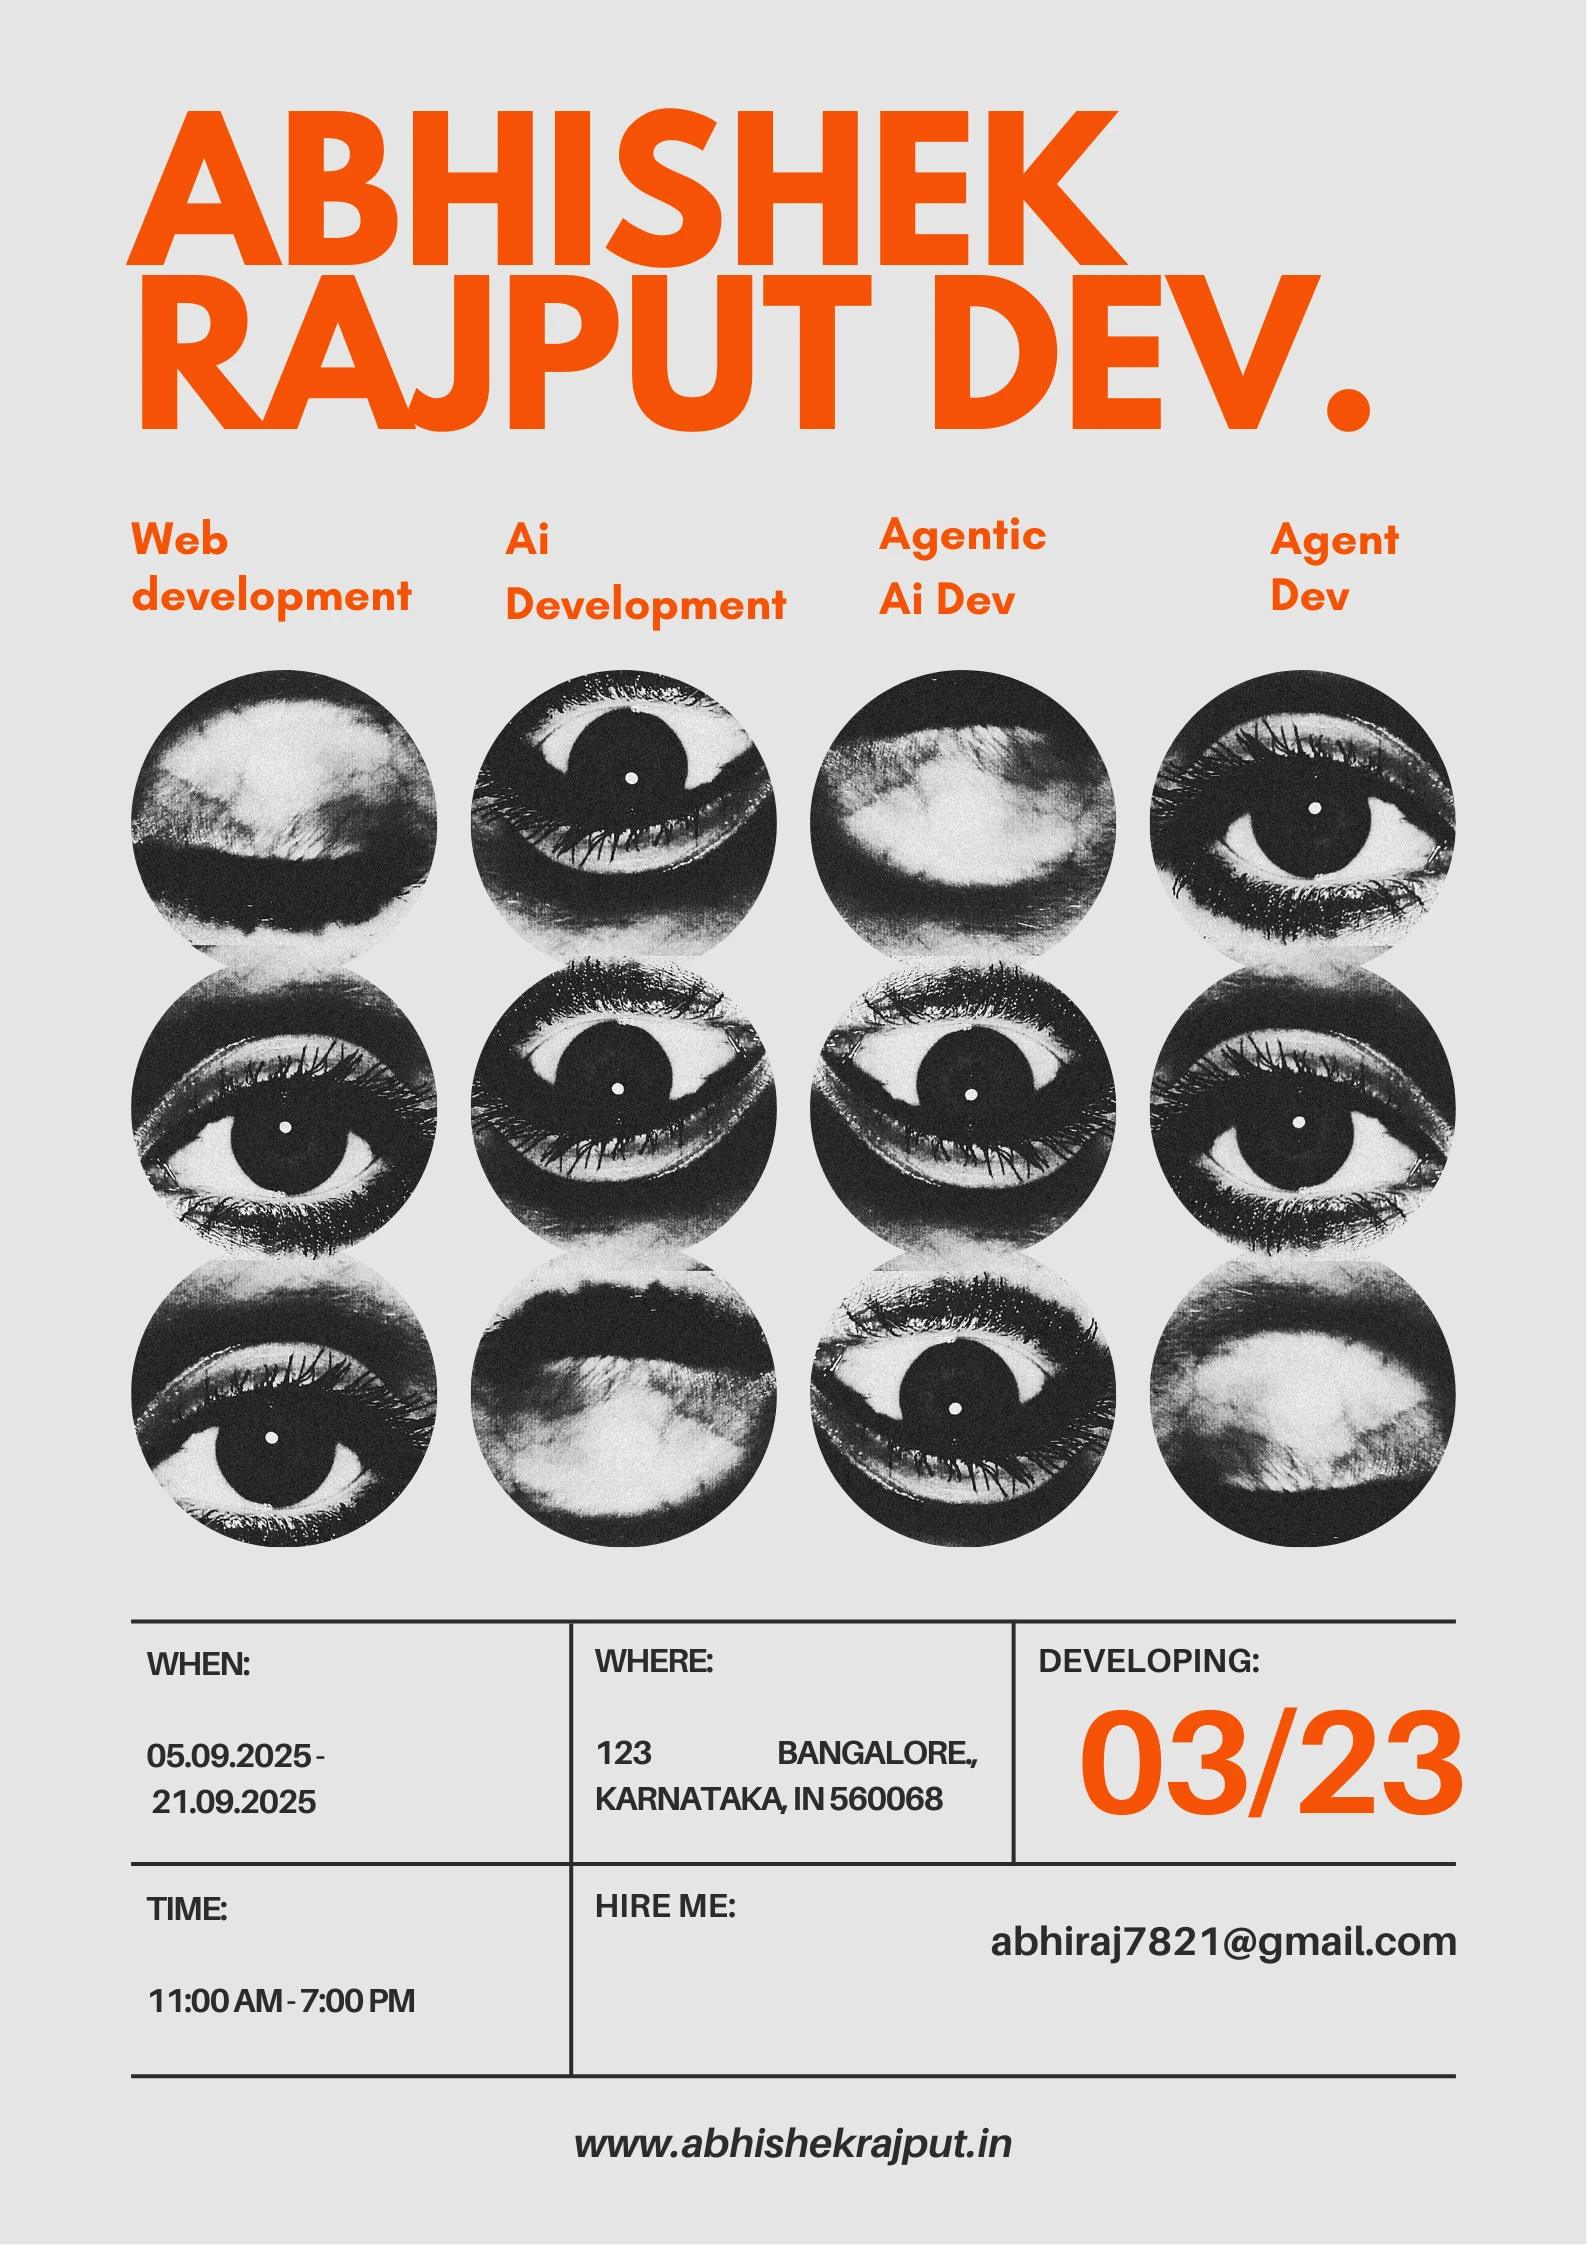 ABHISHEK
RAJPUT DEV.
Web
development
Ai
Development
Agentic
Ai Dev
Agent
Dev
WHEN:
05.09.2025 -
21.09.2025
WHERE:
123 BANGALORE.,
KARNATAKA, IN 560068
DEVELOPING:
03/23
TIME:
11:00 AM - 7:00 PM
HIRE ME:
abhiraj7821@gmail.com
www.abhishekrajput.in